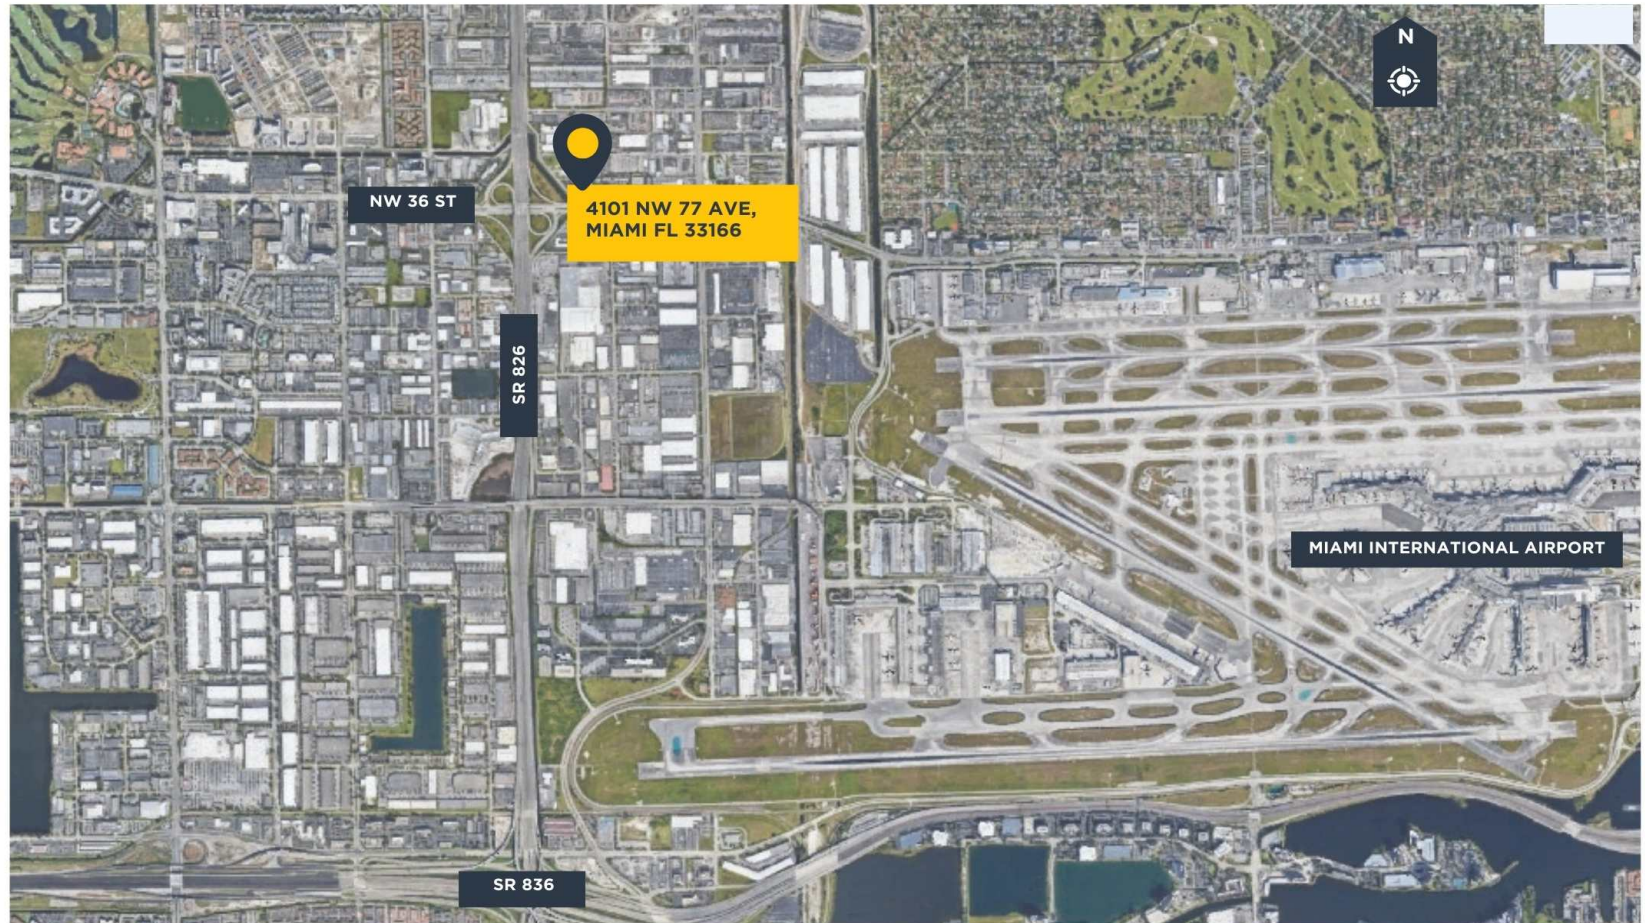 N
NW 36 ST
4101 NW 77 AVE,
MIAMI FL 33166
SR 826
MIAMI INTERNATIONAL AIRPORT
SR 836